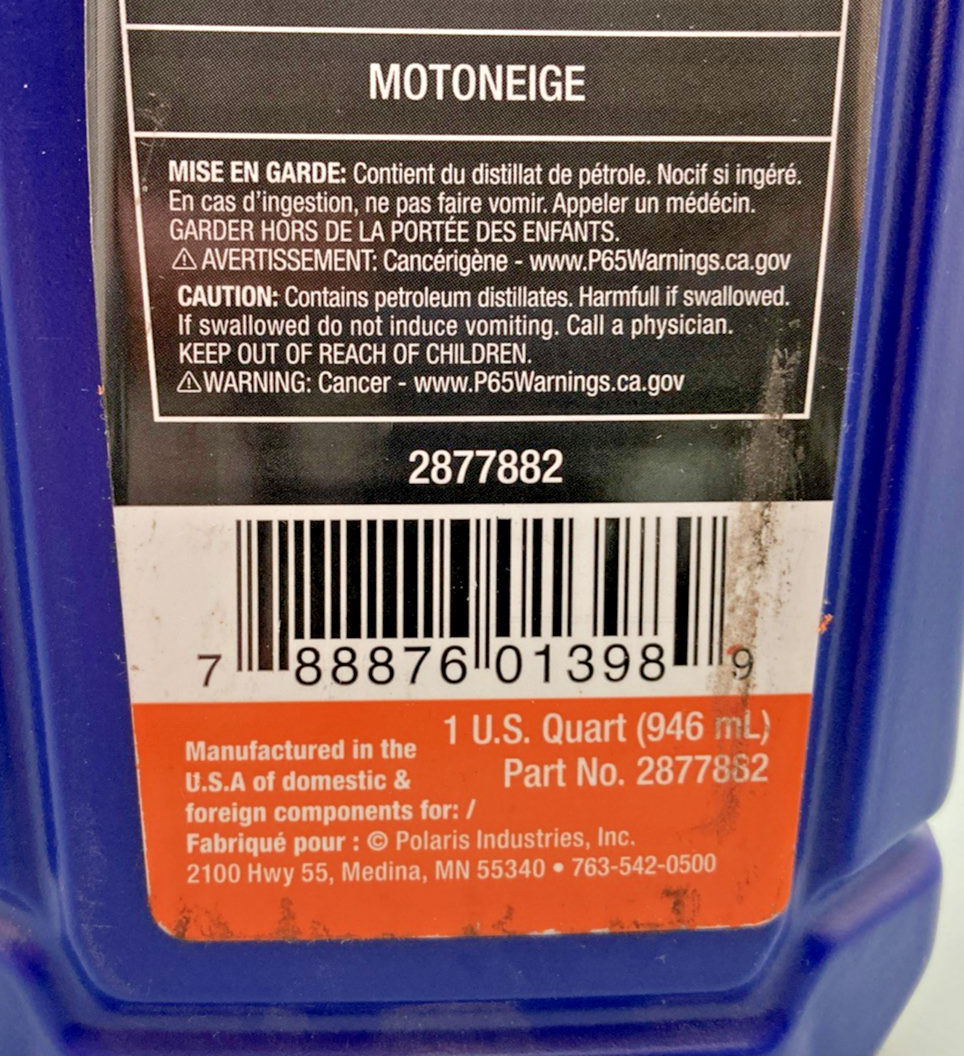 MOTONEIGE
MISE EN GARDE: Contient du distillat de pétrole. Nocif si ingéré.
En cas d'ingestion, ne pas faire vomir. Appeler un médécin.
GARDER HORS DE LA PORTÉE DES ENFANTS.
⚠ AVERTISSEMENT: Cancérigène - www.P65Warnings.ca.gov
CAUTION: Contains petroleum distillates. Harmfull if swallowed.
If swallowed do not induce vomiting. Call a physician.
KEEP OUT OF REACH OF CHILDREN.
⚠ WARNING: Cancer - www.P65Warnings.ca.gov
2877882
7 88876 01398 9
1 U.S. Quart (946 mL)
Part No. 2877882
Manufactured in the
U.S.A of domestic &
foreign components for: /
Fabriqué pour : © Polaris Industries, Inc.
2100 Hwy 55, Medina, MN 55340 • 763-542-0500